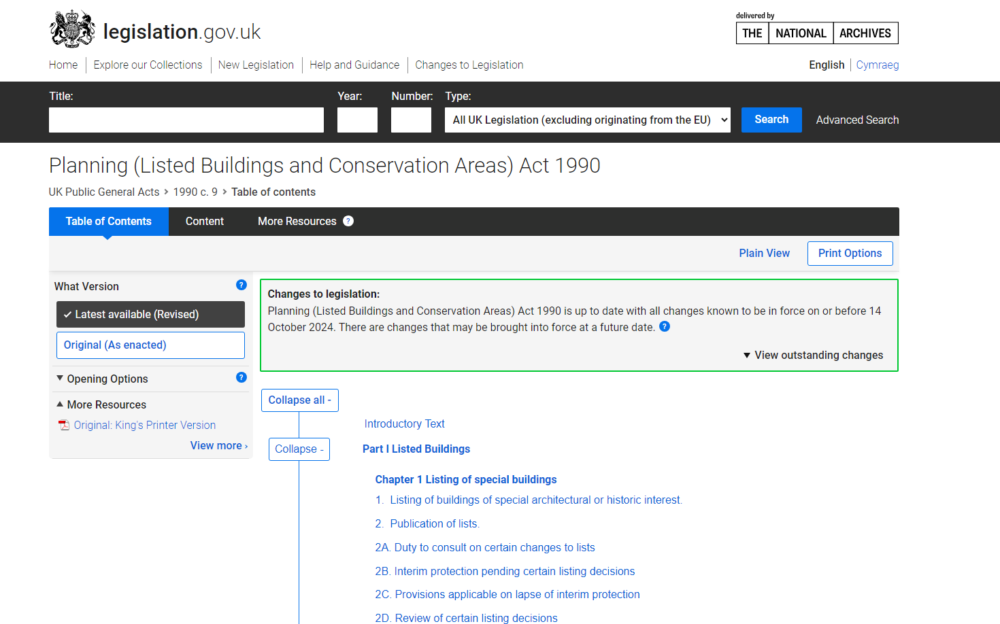 legislation.gov.uk
delivered by
THE NATIONAL ARCHIVES
Home Explore our Collections New Legislation Help and Guidance Changes to Legislation
English Cymraeg
Title: Year: Number: Type:
All UK Legislation (excluding originating from the EU) Search Advanced Search
Planning (Listed Buildings and Conservation Areas) Act 1990
UK Public General Acts > 1990 c. 9 > Table of contents
Table of Contents Content More Resources ?
Plain View Print Options
What Version ?
✓ Latest available (Revised)
Original (As enacted)
▼ Opening Options ?
▲ More Resources
Original: King's Printer Version
View more ›
Changes to legislation:
Planning (Listed Buildings and Conservation Areas) Act 1990 is up to date with all changes known to be in force on or before 14
October 2024. There are changes that may be brought into force at a future date. ?
▼ View outstanding changes
Collapse all -
Introductory Text
Collapse - Part I Listed Buildings
Chapter 1 Listing of special buildings
1. Listing of buildings of special architectural or historic interest.
2. Publication of lists.
2A. Duty to consult on certain changes to lists
2B. Interim protection pending certain listing decisions
2C. Provisions applicable on lapse of interim protection
2D. Review of certain listing decisions